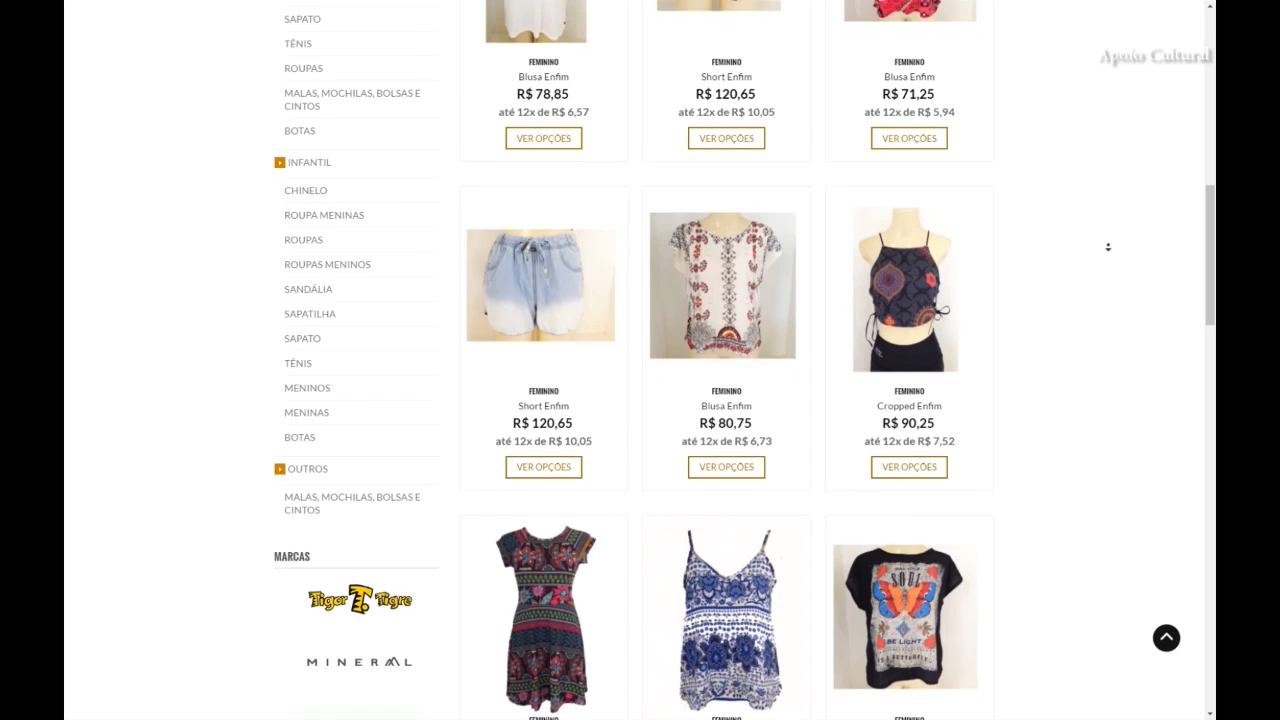 SAPATO
TÊNIS
ROUPAS
MALAS, MOCHILAS, BOLSAS E
CINTOS
BOTAS
INFANTIL
CHINELO
ROUPA MENINAS
ROUPAS
ROUPAS MENINOS
SANDÁLIA
SAPATILHA
SAPATO
TÊNIS
MENINOS
MENINAS
BOTAS
OUTROS
MALAS, MOCHILAS, BOLSAS E
CINTOS
MARCAS
Tigor T. Tigre
MINERAL
Apoio Cultural
FEMININO
Blusa Enfim
R$ 78,85
até 12x de R$ 6,57
VER OPÇÕES
FEMININO
Short Enfim
R$ 120,65
até 12x de R$ 10,05
VER OPÇÕES
FEMININO
Blusa Enfim
R$ 71,25
até 12x de R$ 5,94
VER OPÇÕES
FEMININO
Short Enfim
R$ 120,65
até 12x de R$ 10,05
VER OPÇÕES
FEMININO
Blusa Enfim
R$ 80,75
até 12x de R$ 6,73
VER OPÇÕES
FEMININO
Cropped Enfim
R$ 90,25
até 12x de R$ 7,52
VER OPÇÕES
SOUL
BE LIGHT
FEMININO
FEMININO
FEMININO